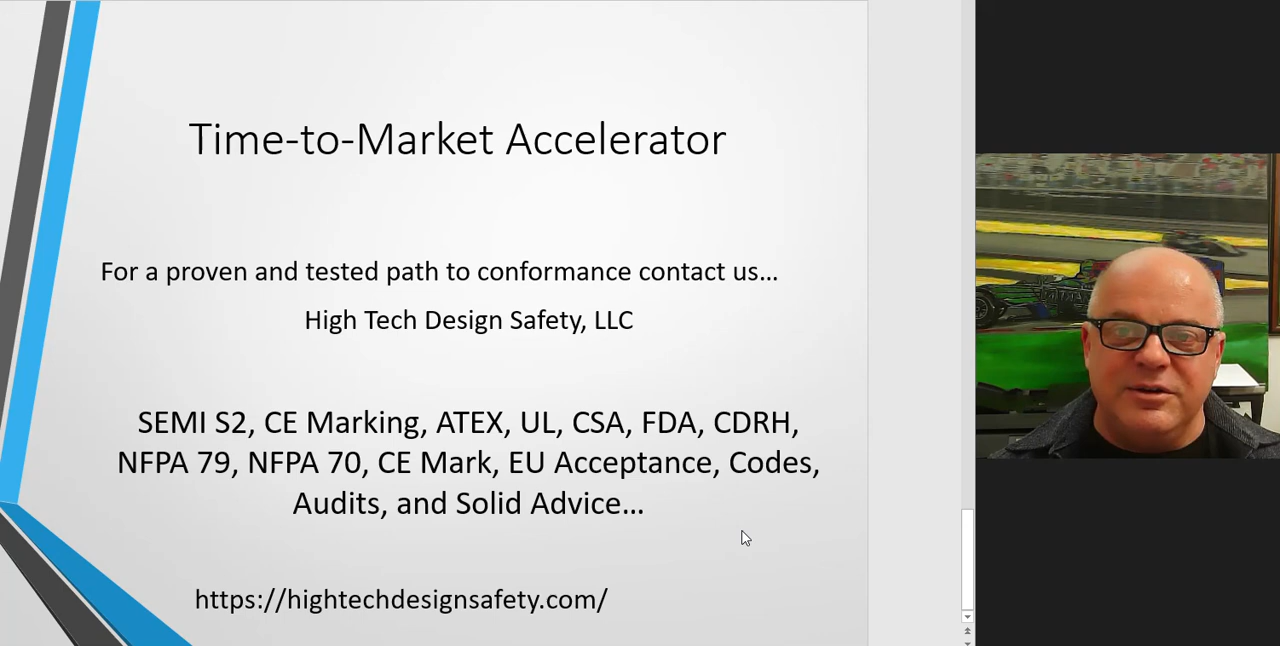 Time-to-Market Accelerator
For a proven and tested path to conformance contact us...
High Tech Design Safety, LLC
SEMI S2, CE Marking, ATEX, UL, CSA, FDA, CDRH,
NFPA 79, NFPA 70, CE Mark, EU Acceptance, Codes,
Audits, and Solid Advice...
https://hightechdesignsafety.com/